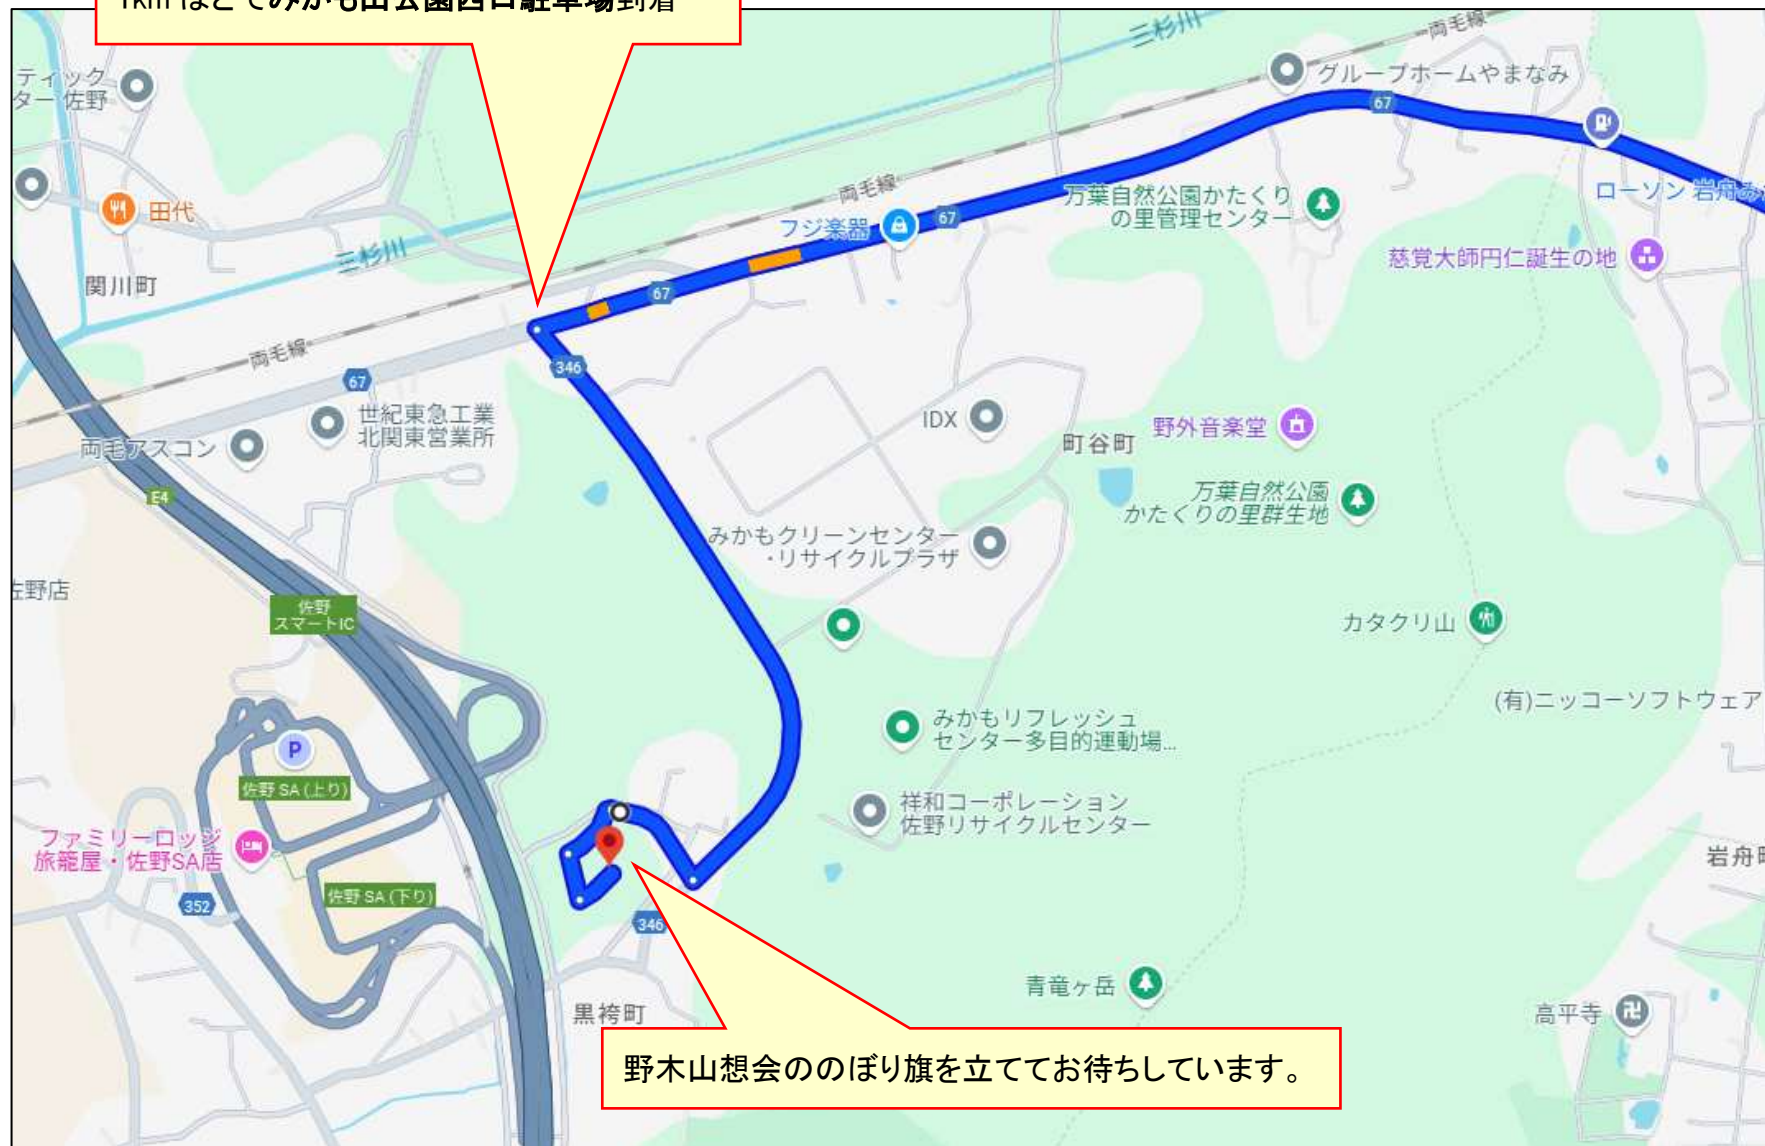 1km ほどでみかも山公園西口駐車場到着
三杉川
両毛線
ティック
ター 佐野
グループホームやまなみ
67
田代
両毛線
万葉自然公園かたくり
の里管理センター
ローソン 岩舟み
フジ楽器
67
三杉川
慈覚大師円仁誕生の地
関川町
67
両毛線
346
67
世紀東急工業
北関東営業所
IDX
両毛アスコン
町谷町
野外音楽堂
E4
万葉自然公園
かたくりの里群生地
みかもクリーンセンター
・リサイクルプラザ
佐野店
佐野
スマートIC
カタクリ山
(有)ニッコーソフトウェア
みかもリフレッシュ
センター多目的運動場...
P
佐野 SA (上り)
祥和コーポレーション
佐野リサイクルセンター
ファミリーロッジ
旅籠屋・佐野SA店
岩舟町
佐野 SA (下り)
352
346
青竜ヶ岳
黒袴町
高平寺
野木山想会ののぼり旗を立ててお待ちしています。